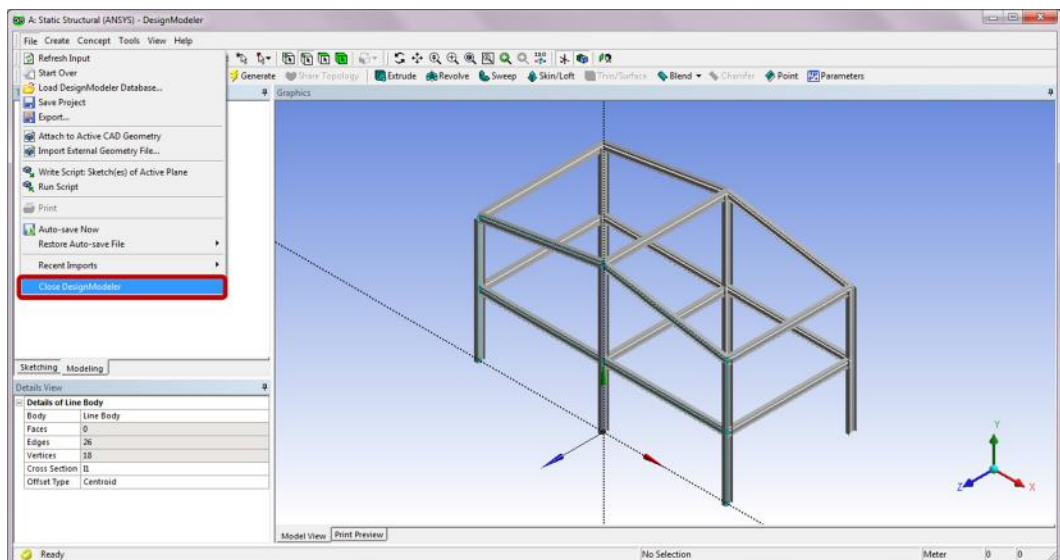 A: Static Structural (ANSYS) - DesignModeler
File Create Concept Tools View Help
Refresh Input
Start Over
Load DesignModeler Database...
Save Project
Export...
Attach to Active CAD Geometry
Import External Geometry File...
Write Script: Sketch(es) of Active Plane
Run Script
Print
Auto-save Now
Restore Auto-save File
Recent Imports
Close DesignModeler
Generate Share Topology Extrude Revolve Sweep Skin/Loft Thin/Surface Blend Chamfer Point Parameters
Graphics
Y
Z X
Sketching Modeling
Details View
Details of Line Body
Body Line Body
Faces 0
Edges 26
Vertices 18
Cross Section I1
Offset Type Centroid
Model View Print Preview
Ready No Selection Meter 0 0